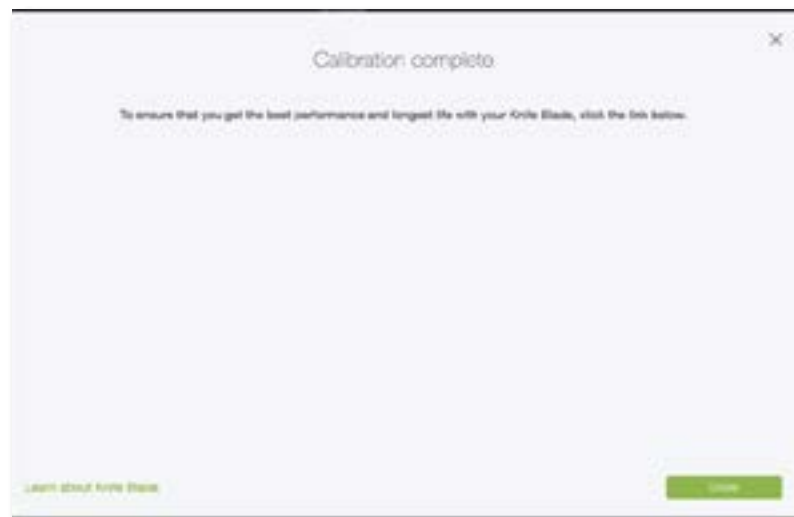 Calibration complete
To ensure that you get the best performance and longest life with your Knife Blade, click the link below.
Learn about Knife Blade